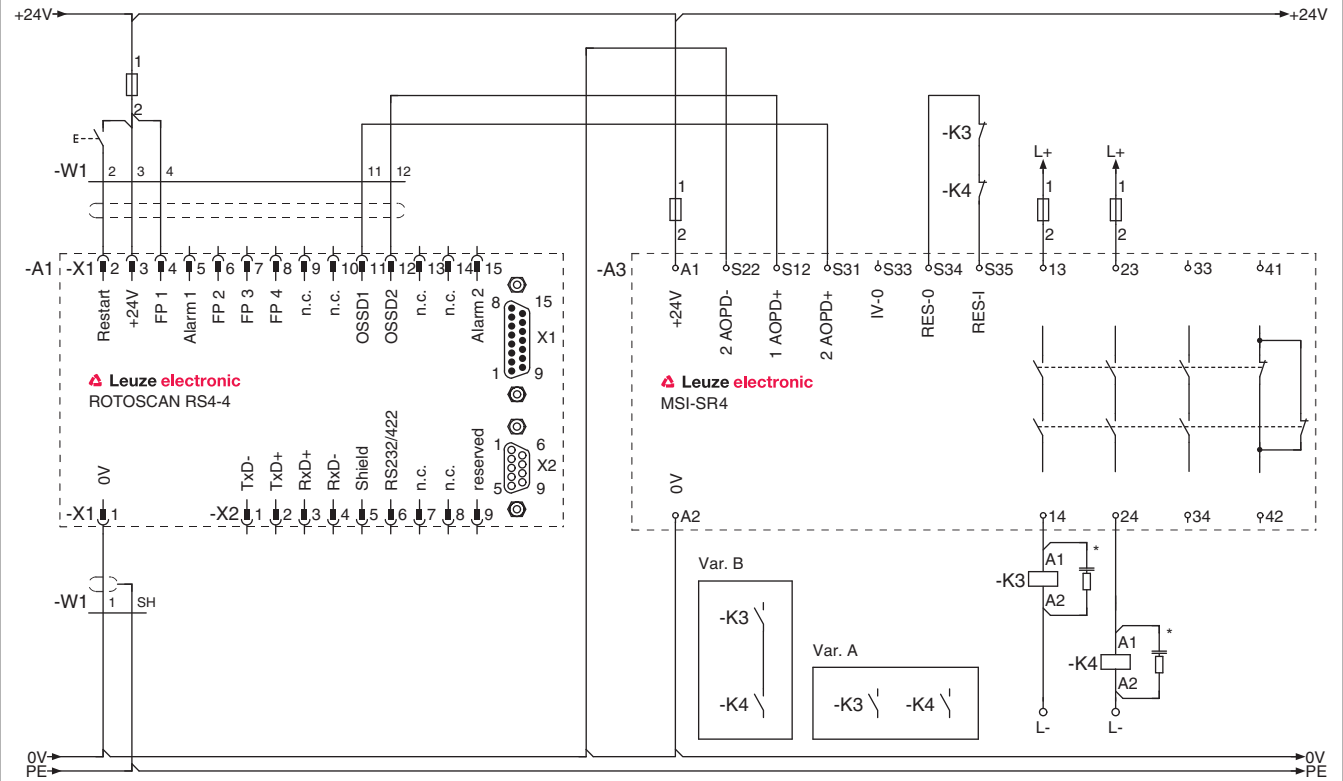 +24V +24V
1
2
E
-W1 2 3 4 11 12
-K3
-K4
L+ L+
1 1 1
2 2 2
-A1 -X1 2 3 4 5 6 7 8 9 10 11 12 13 14 15
Restart +24V FP 1 Alarm 1 FP 2 FP 3 FP 4 n.c. n.c. OSSD1 OSSD2 n.c. n.c. Alarm 2
8 15
X1
1 9
Leuze electronic
ROTOSCAN RS4-4
1 6
X2
5 9
0V TxD- TxD+ RxD+ RxD- Shield RS232/422 n.c. n.c. reserved
-X1 1 -X2 1 2 3 4 5 6 7 8 9
-W1 1 SH
-A3 A1 S22 S12 S31 S33 S34 S35 13 23 33 41
+24V 2 AOPD- 1 AOPD+ 2 AOPD+ IV-0 RES-0 RES-I
Leuze electronic
MSI-SR4
0V
A2 14 24 34 42
Var. B
-K3
-K4
Var. A
-K3 -K4
A1 *
-K3
A2
A1 *
-K4
A2
L- L-
0V 0V
PE PE